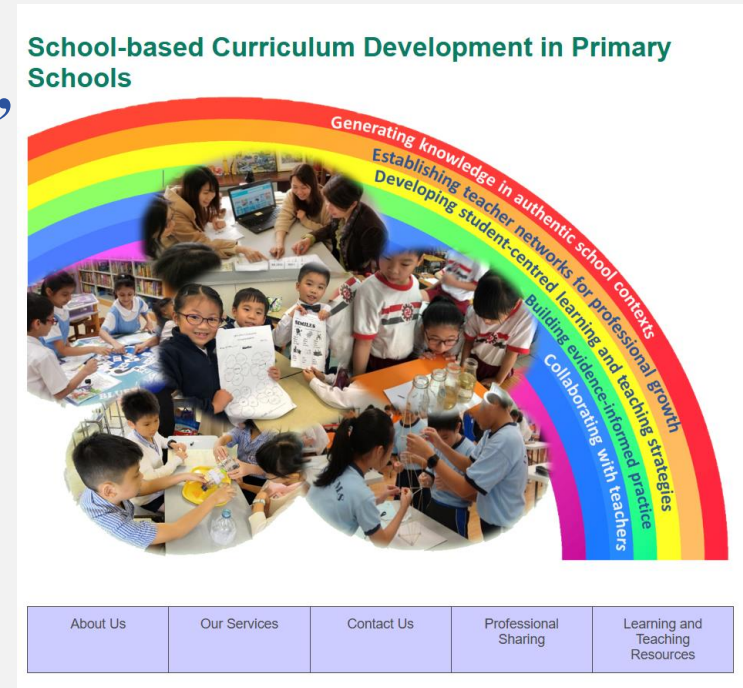 School-based Curriculum Development in Primary
Schools
Generating knowledge in authentic school contexts
Establishing teacher networks for professional growth
Developing student-centred learning and teaching strategies
Building evidence-informed practice
Collaborating with teachers
SIMILES
About Us
Our Services
Contact Us
Professional
Sharing
Learning and
Teaching
Resources